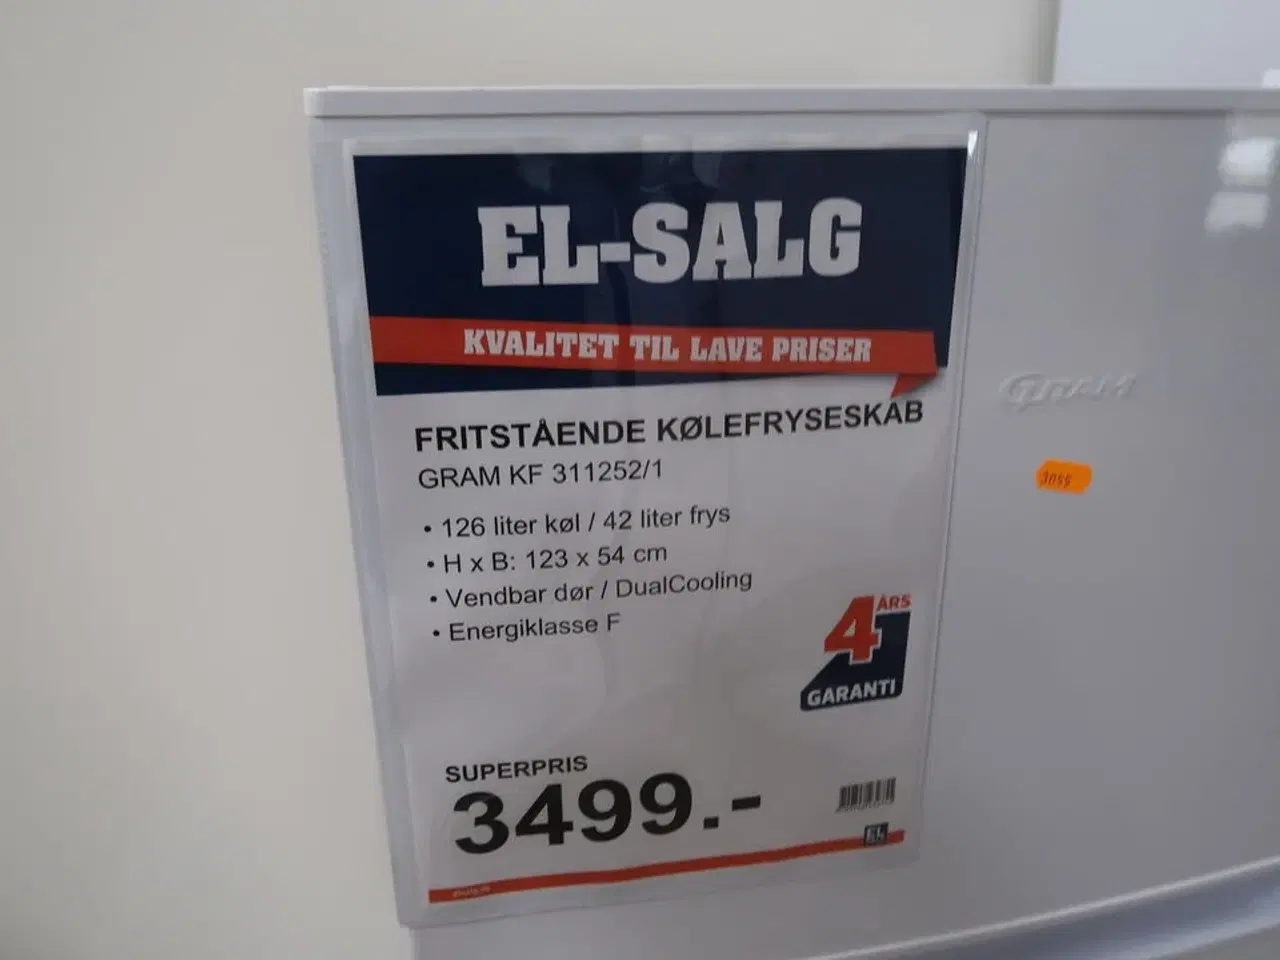 EL-SALG
KVALITET TIL LAVE PRISER
FRITSTÅENDE KØLEFRYSESKAB
GRAM KF 311252/1
• 126 liter køl / 42 liter frys
• H x B: 123 x 54 cm
• Vendbar dør / DualCooling
• Energiklasse F
4 ÅRS
GARANTI
SUPERPRIS
3499.-
EL
GRAM